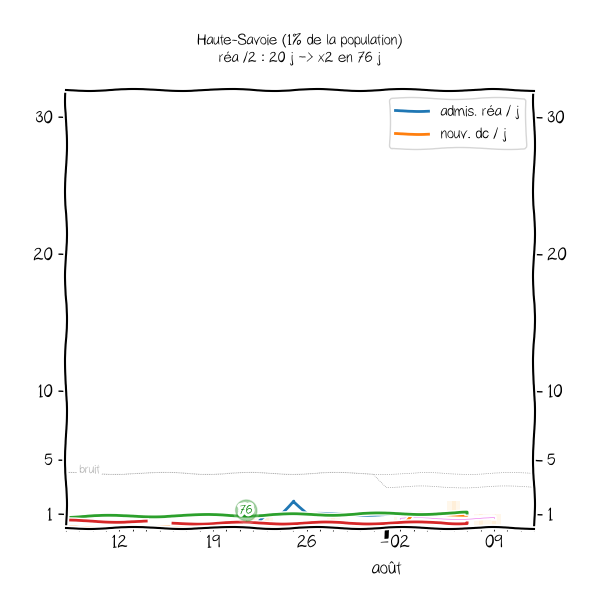 Haute-Savoie (1% de la population)
réa /2 : 20 j -> x2 en 76 j
admis. réa / j
nouv. dc / j
30
30
20
20
10
10
5
5
bruit
76
1
1
12
19
26
02
09
août